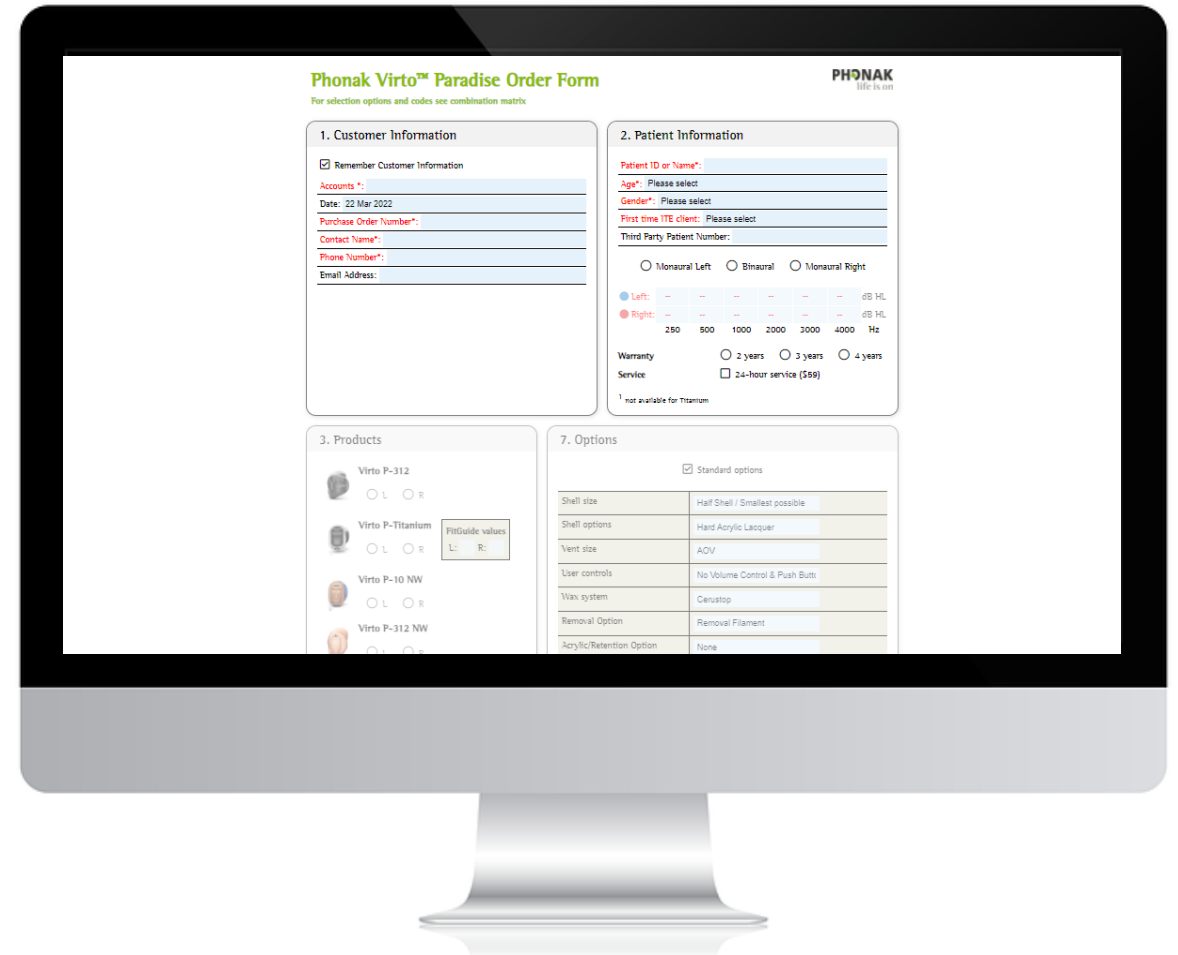 Phonak Virto™ Paradise Order Form
For selection options and codes see combination matrix
PHONAK
life is on
1. Customer Information
Remember Customer Information
Accounts *:
Date: 22 Mar 2022
Purchase Order Number*:
Contact Name*:
Phone Number*:
Email Address:
2. Patient Information
Patient ID or Name*:
Age*: Please select
Gender*: Please select
First time ITE client: Please select
Third Party Patient Number:
Monaural Left Binaural Monaural Right
Left: -- -- -- -- -- -- dB HL
Right: -- -- -- -- -- -- dB HL
250 500 1000 2000 3000 4000 Hz
Warranty 2 years 3 years 4 years
Service 24-hour service ($59)
1 not available for Titanium
3. Products
Virto P-312
L R
Virto P-Titanium
L R
FitGuide values
L: R:
Virto P-10 NW
L R
Virto P-312 NW
L R
7. Options
Standard options
Shell size Half Shell / Smallest possible
Shell options Hard Acrylic Lacquer
Vent size AOV
User controls No Volume Control & Push Butt
Wax system Cerustop
Removal Option Removal Filament
Acrylic/Retention Option None